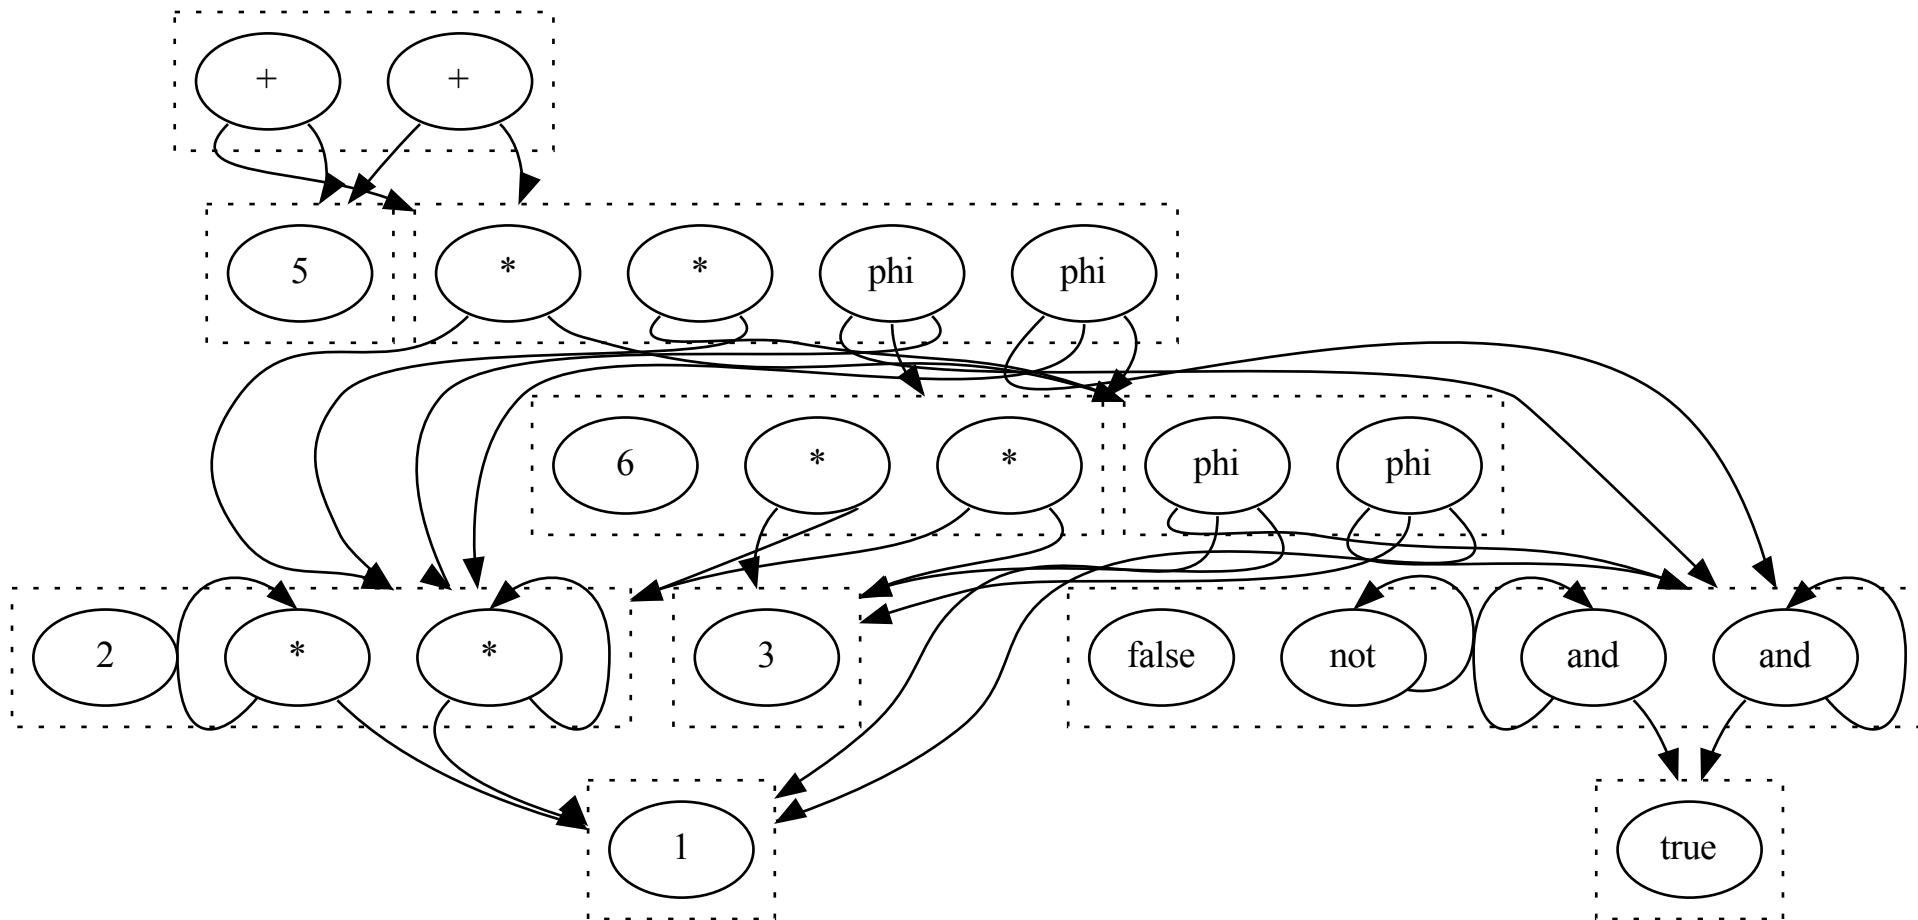 + +
5 * * phi phi
6 * * phi phi
2 * * 3 false not and and
1 true